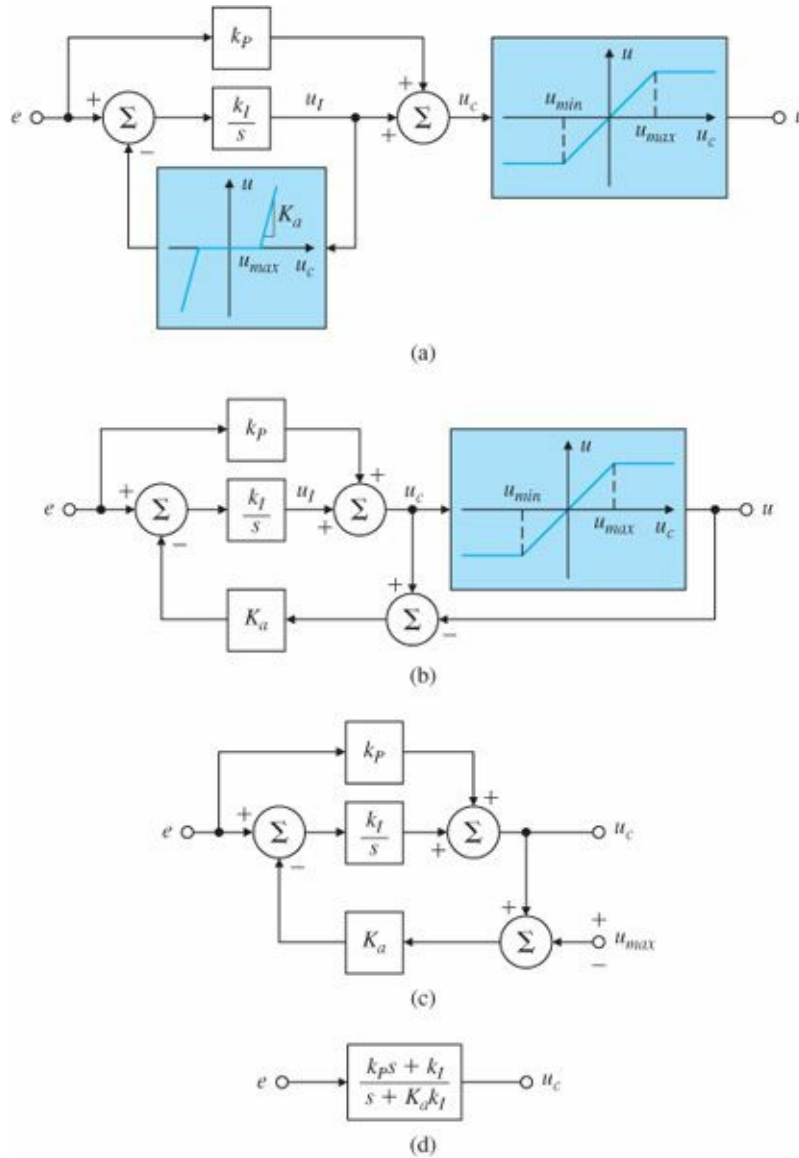 k_P
e
+
Σ
−
k_I
s
u_I
+
+
Σ
u_c
u
u_min
u_max
u_c
u
K_a
u_max
u_c
(a)
k_P
e
+
Σ
−
k_I
s
u_I
+
+
Σ
u_c
u
u_min
u_max
u_c
u
K_a
+
Σ
−
(b)
k_P
e
+
Σ
−
k_I
s
+
+
Σ
u_c
K_a
+
Σ
+
−
u_max
(c)
e
k_P s + k_I
s + K_a k_I
u_c
(d)